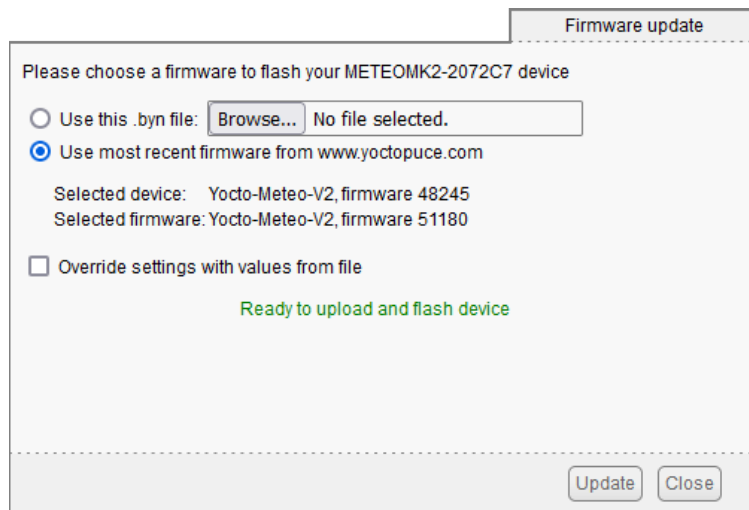 Firmware update
Please choose a firmware to flash your METEOMK2-2072C7 device
Use this .byn file: Browse... No file selected.
Use most recent firmware from www.yoctopuce.com
Selected device: Yocto-Meteo-V2, firmware 48245
Selected firmware: Yocto-Meteo-V2, firmware 51180
Override settings with values from file
Ready to upload and flash device
Update Close